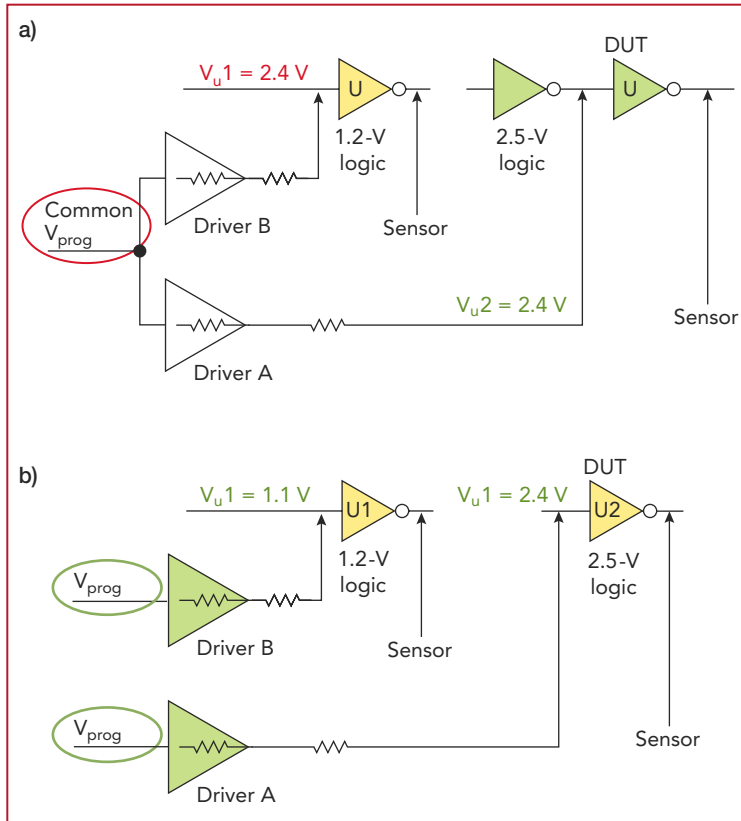 a)
DUT
Vu1 = 2.4 V
U
U
1.2-V
logic
2.5-V
logic
Common
Vprog
Driver B
Sensor
Vu2 = 2.4 V
Sensor
Driver A
b)
DUT
Vu1 = 1.1 V
Vu1 = 2.4 V
U1
U2
1.2-V
logic
2.5-V
logic
Vprog
Driver B
Sensor
Vprog
Sensor
Driver A